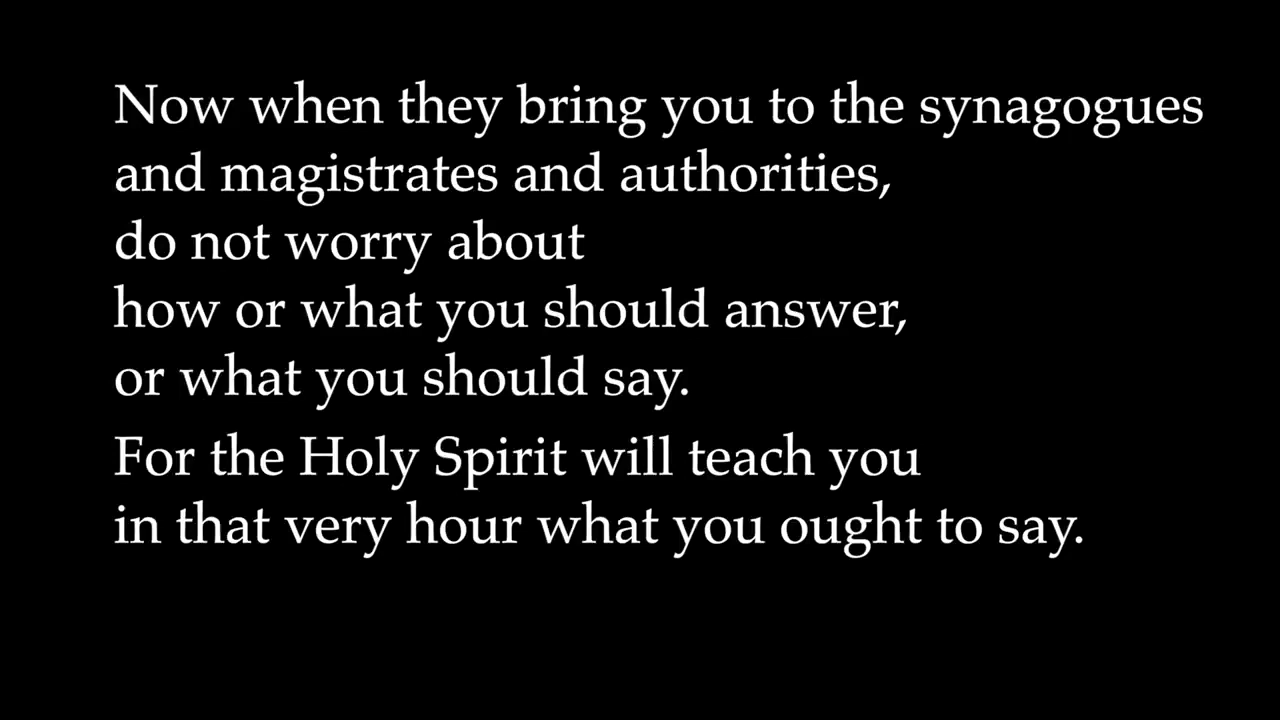 Now when they bring you to the synagogues
and magistrates and authorities,
do not worry about
how or what you should answer,
or what you should say.
For the Holy Spirit will teach you
in that very hour what you ought to say.